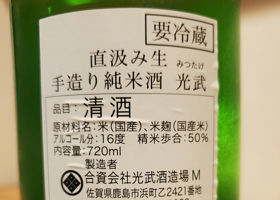 要冷蔵
直汲み生
みつたけ
手造り純米酒 光武
品目：清酒
原材料名：米（国産）、米麹（国産米）
アルコール分：16度 精米歩合：50％
内容量：720ml
製造者
合資会社光武酒造場 M
佐賀県鹿島市浜町乙2421番地